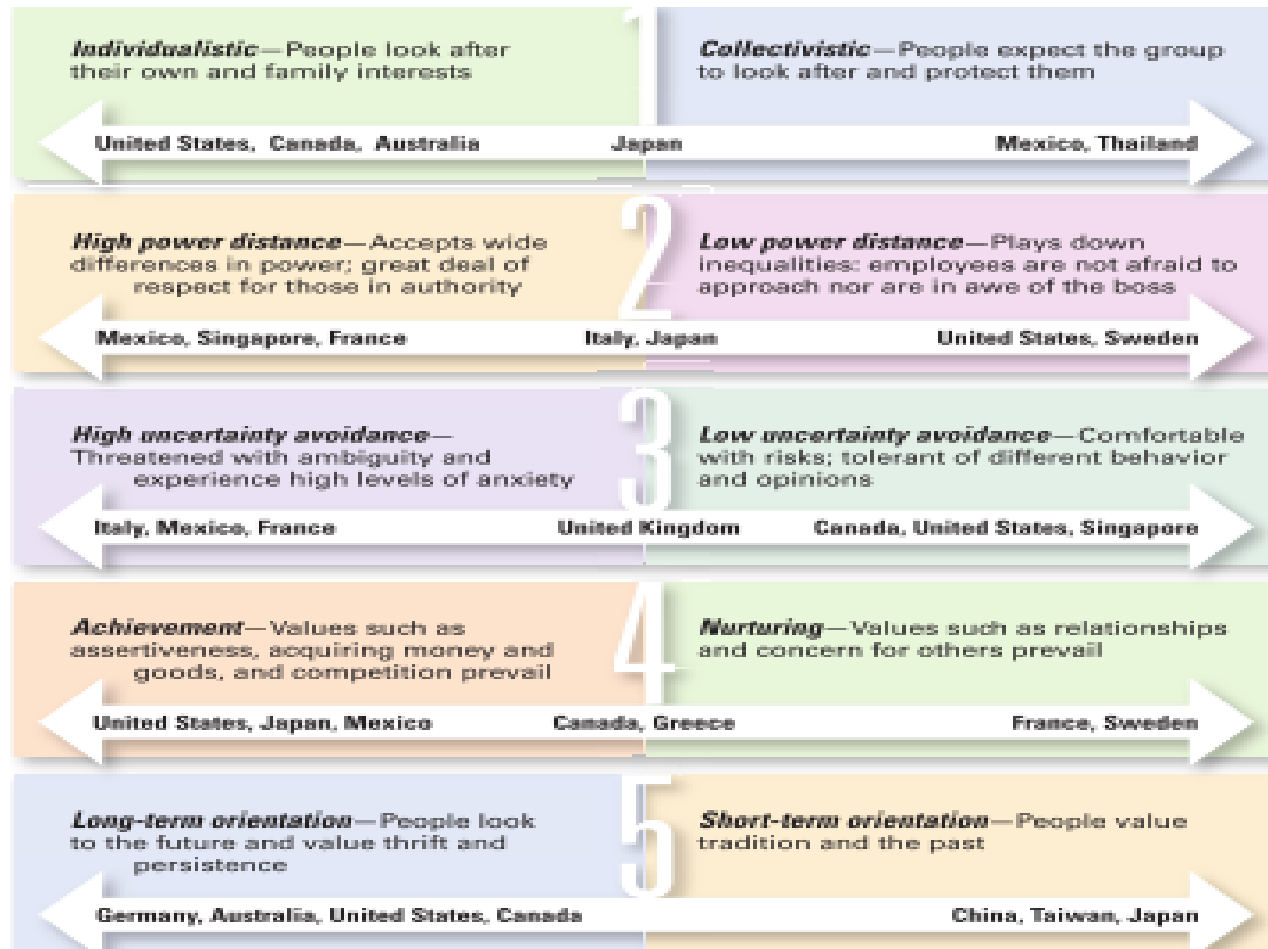 1
Individualistic—People look after
their own and family interests
Collectivistic—People expect the group
to look after and protect them
United States, Canada, Australia
Japan
Mexico, Thailand
2
High power distance—Accepts wide
differences in power; great deal of
respect for those in authority
Low power distance—Plays down
inequalities: employees are not afraid to
approach nor are in awe of the boss
Mexico, Singapore, France
Italy, Japan
United States, Sweden
3
High uncertainty avoidance—
Threatened with ambiguity and
experience high levels of anxiety
Low uncertainty avoidance—Comfortable
with risks; tolerant of different behavior
and opinions
Italy, Mexico, France
United Kingdom
Canada, United States, Singapore
4
Achievement—Values such as
assertiveness, acquiring money and
goods, and competition prevail
Nurturing—Values such as relationships
and concern for others prevail
United States, Japan, Mexico
Canada, Greece
France, Sweden
5
Long-term orientation—People look
to the future and value thrift and
persistence
Short-term orientation—People value
tradition and the past
Germany, Australia, United States, Canada
China, Taiwan, Japan